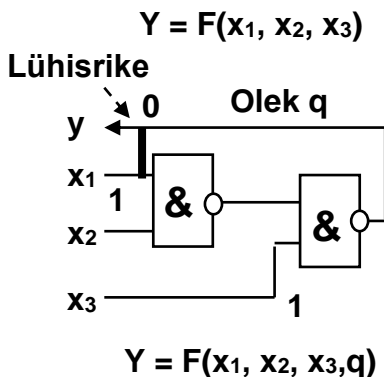 Y = F(x₁, x₂, x₃)
Lühisrike
0
Olek q
y
x₁
1
&
x₂
&
x₃
1
Y = F(x₁, x₂, x₃,q)